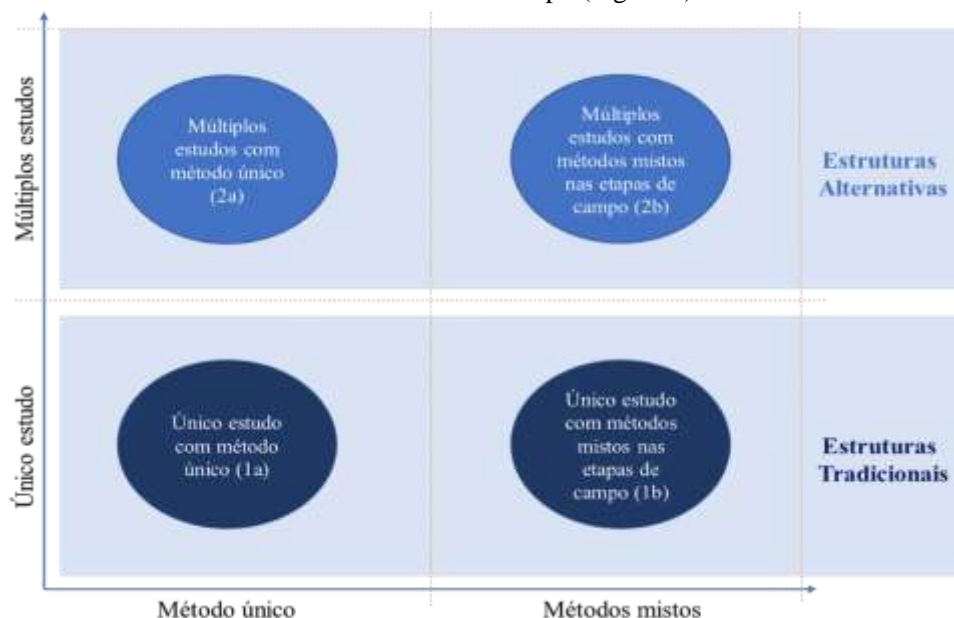 Múltiplos estudos
Múltiplos
estudos com
método único
(2a)
Múltiplos
estudos com
métodos mistos
nas etapas de
campo (2b)
Estruturas
Alternativas
Único estudo
Único estudo
com método
único (1a)
Único estudo
com métodos
mistos nas
etapas de
campo (1b)
Estruturas
Tradicionais
Método único
Métodos mistos